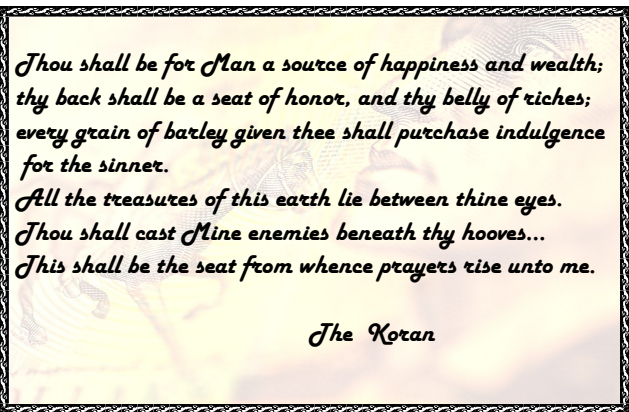 Thou shall be for Man a source of happiness and wealth;
thy back shall be a seat of honor, and thy belly of riches;
every grain of barley given thee shall purchase indulgence
for the sinner.
All the treasures of this earth lie between thine eyes.
Thou shall cast Mine enemies beneath thy hooves...
This shall be the seat from whence prayers rise unto me.
The Koran